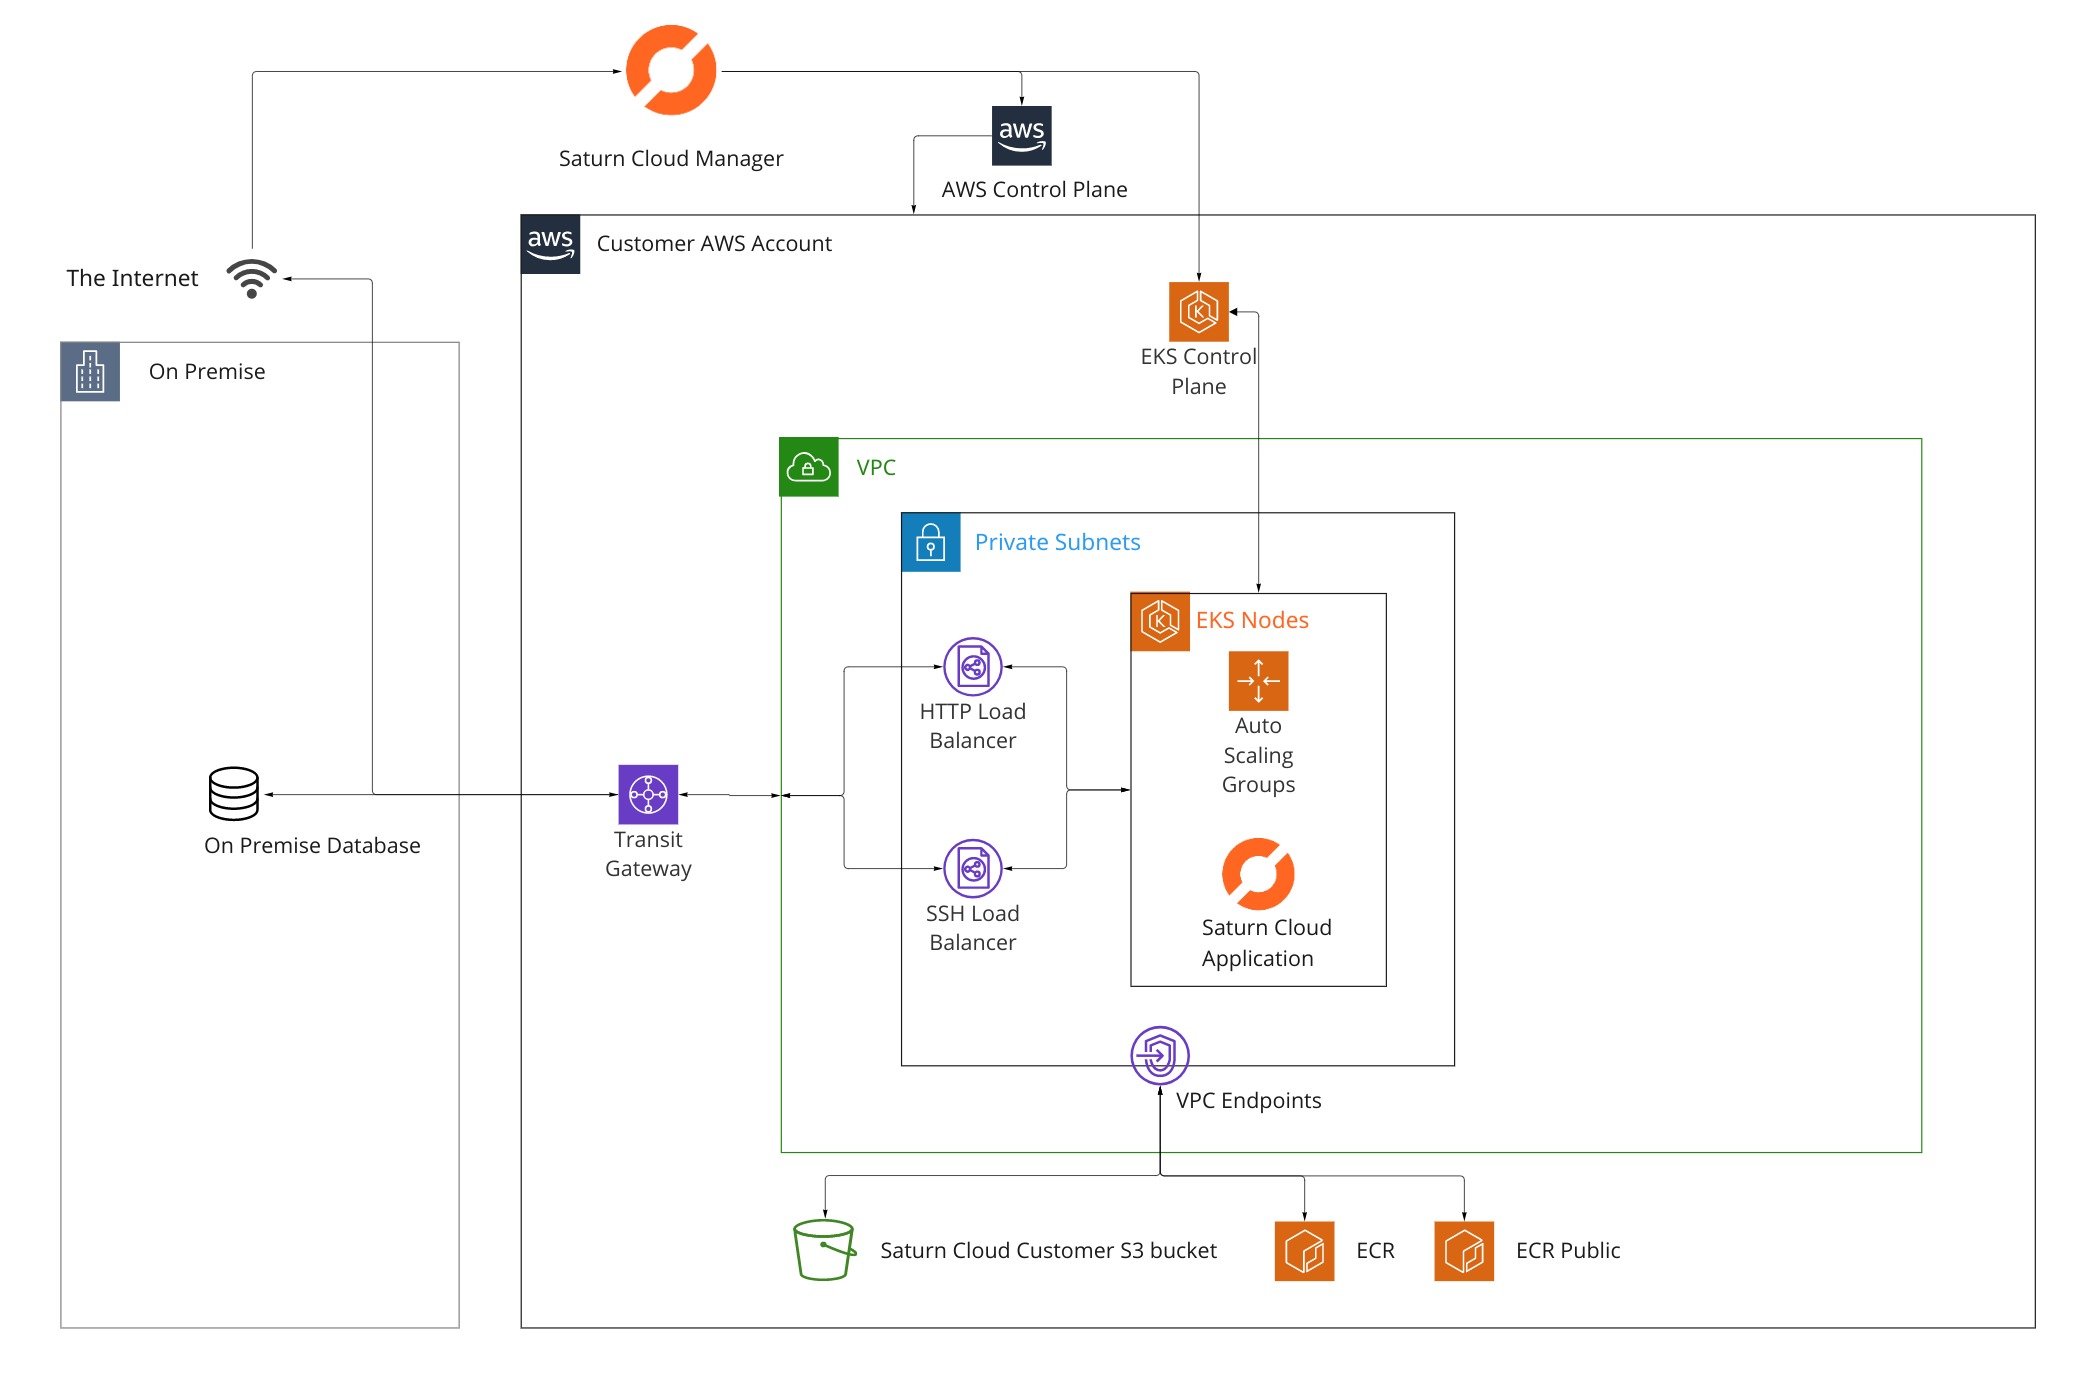 Saturn Cloud Manager
aws
AWS Control Plane
aws
Customer AWS Account
The Internet
On Premise
EKS Control
Plane
VPC
Private Subnets
EKS Nodes
Auto
Scaling
Groups
HTTP Load
Balancer
On Premise Database
Transit
Gateway
SSH Load
Balancer
Saturn Cloud
Application
VPC Endpoints
Saturn Cloud Customer S3 bucket
ECR
ECR Public